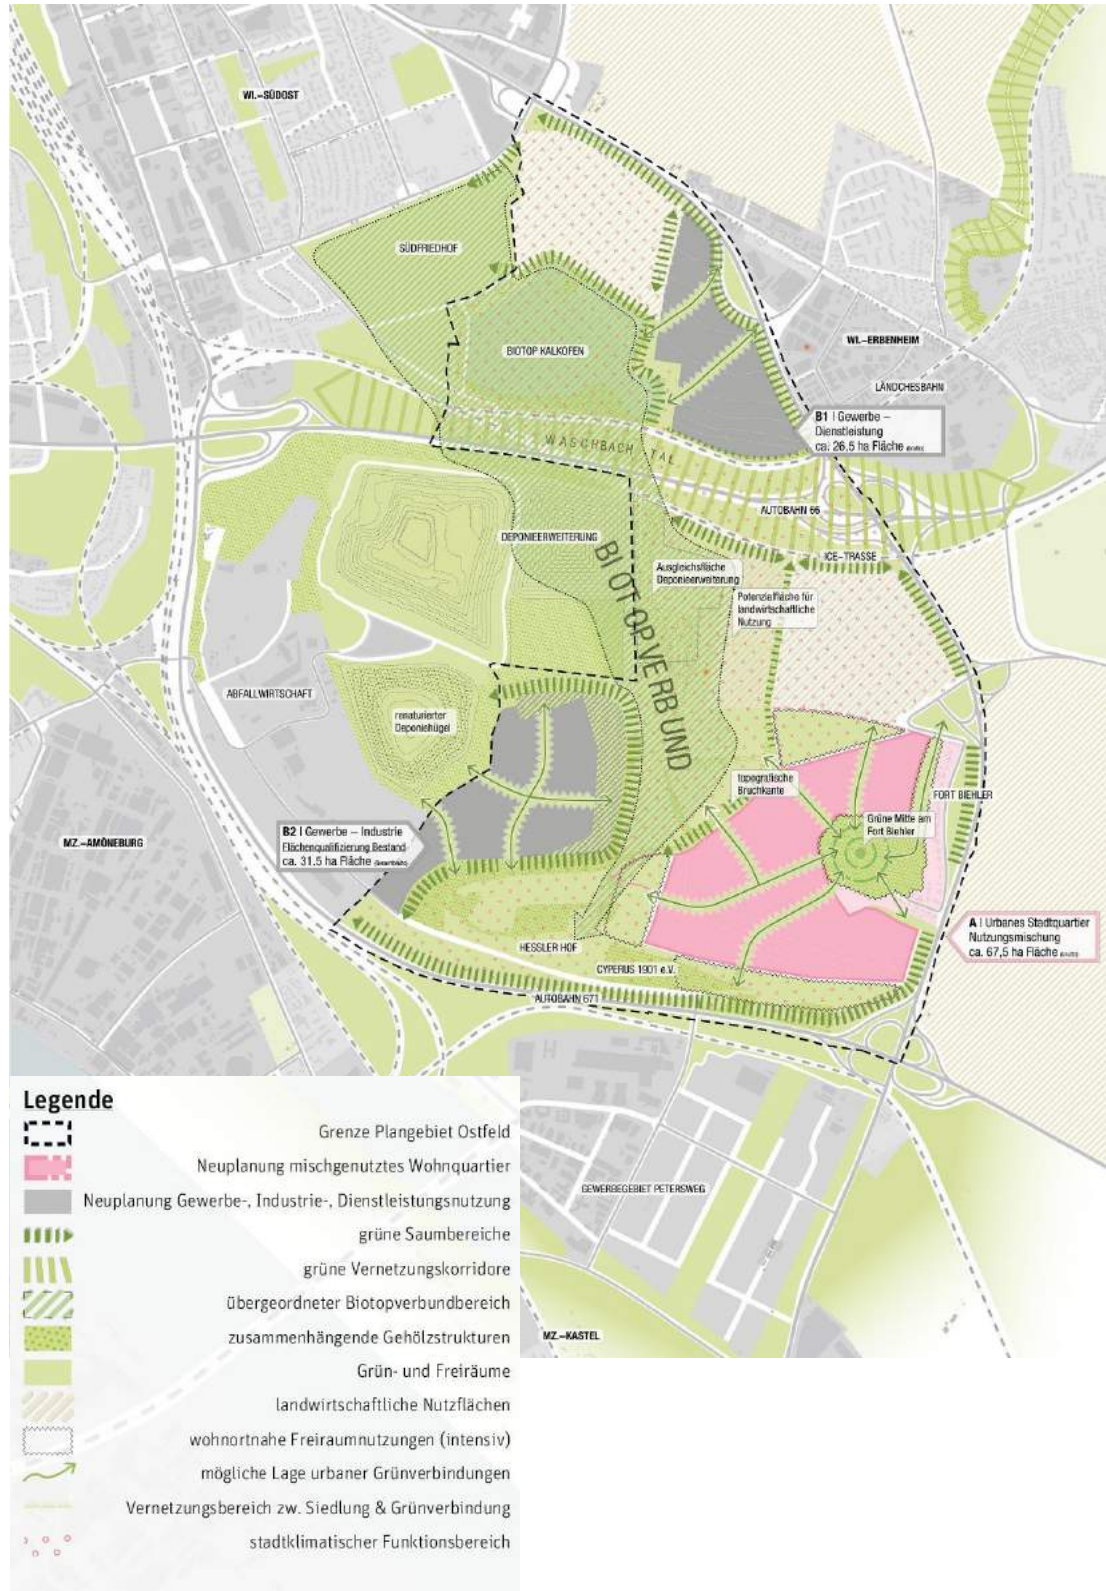 WI.–SÜDOST
SÜDFRIEDHOF
BIOTOP KALKOFEN
WI.–ERBENHEIM
LÄNDCHESBAHN
B1 | Gewerbe –
Dienstleistung
ca. 26,5 ha Fläche
WASCHBACHTAL
AUTOBAHN 66
DEPONIEERWEITERUNG
ICE–TRASSE
BIOTOPVERBUND
Ausgleichsfläche
Deponieerweiterung
Potenzielfläche für
landwirtschaftliche
Nutzung
ABFALLWIRTSCHAFT
renaturierter
Deponiehügel
topografische
Bruchkante
FORT BIEHLER
Grüne Mitte am
Fort Biehler
MZ.–AMÖNEBURG
B2 | Gewerbe – Industrie
Flächenqualifizierung Bestand
ca. 31.5 ha Fläche
A | Urbanes Stadtquartier
Nutzungsmischung
ca. 67,5 ha Fläche
HESSLER HOF
CYPERUS 1901 e.V.
AUTOBAHN 671
GEWERBEGEBIET PETERSWEG
MZ.–KASTEL
Legende
Grenze Plangebiet Ostfeld
Neuplanung mischgenutztes Wohnquartier
Neuplanung Gewerbe-, Industrie-, Dienstleistungsnutzung
grüne Saumbereiche
grüne Vernetzungskorridore
übergeordneter Biotopverbundbereich
zusammenhängende Gehölzstrukturen
Grün- und Freiräume
landwirtschaftliche Nutzflächen
wohnortnahe Freiraumnutzungen (intensiv)
mögliche Lage urbaner Grünverbindungen
Vernetzungsbereich zw. Siedlung & Grünverbindung
stadtklimatischer Funktionsbereich